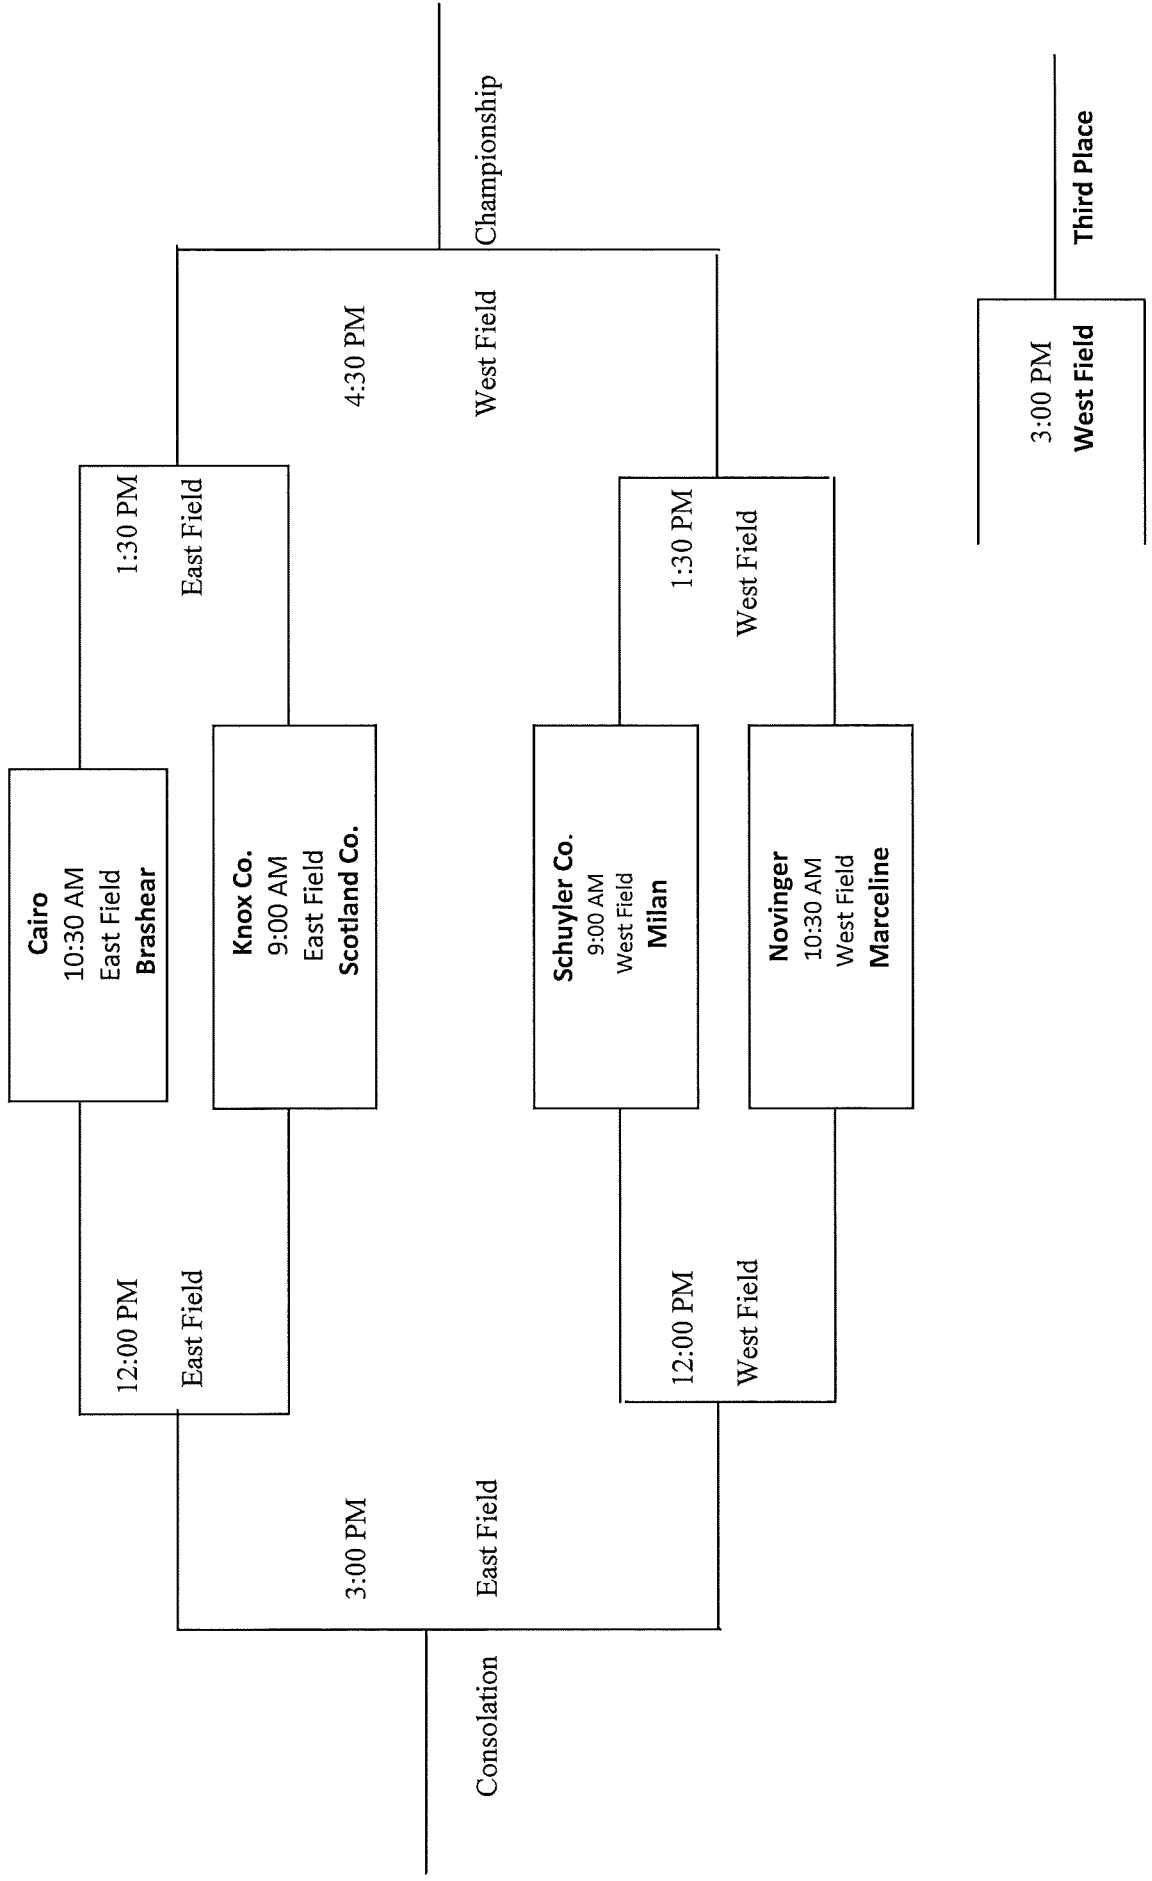 Cairo
10:30 AM
East Field
Brashear
12:00 PM
East Field
1:30 PM
East Field
Knox Co.
9:00 AM
East Field
Scotland Co.
3:00 PM
East Field
Consolation
4:30 PM
West Field
Championship
Schuyler Co.
9:00 AM
West Field
Milan
12:00 PM
West Field
1:30 PM
West Field
Novinger
10:30 AM
West Field
Marceline
3:00 PM
West Field
Third Place